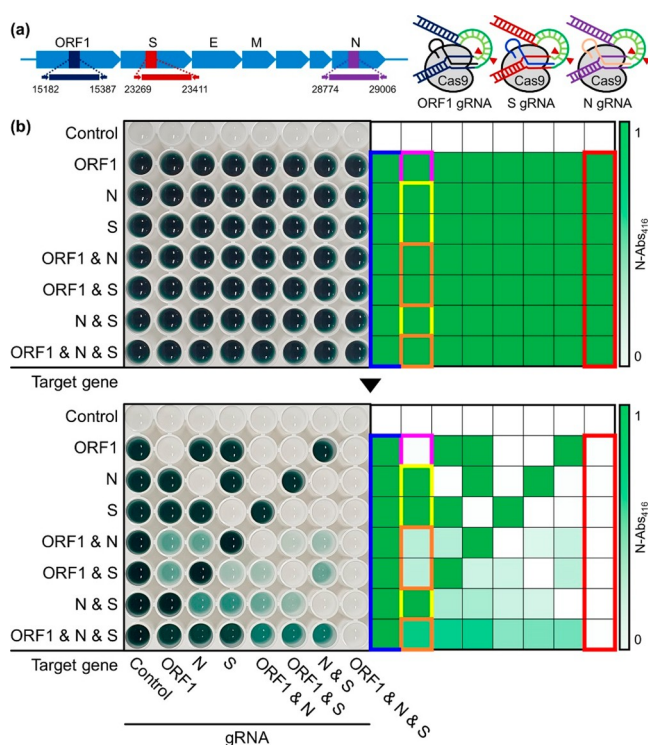 (a)
ORF1 S E M N
15182 15387 23269 23411 28774 29006
Cas9 Cas9 Cas9
ORF1 gRNA S gRNA N gRNA
(b)
Control
ORF1
N
S
ORF1 & N
ORF1 & S
N & S
ORF1 & N & S
Target gene
1
N-Abs416
0
Control
ORF1
N
S
ORF1 & N
ORF1 & S
N & S
ORF1 & N & S
Target gene
1
N-Abs416
0
Control
ORF1
N
S
ORF1 & N
ORF1 & S
N & S
ORF1 & N & S
gRNA